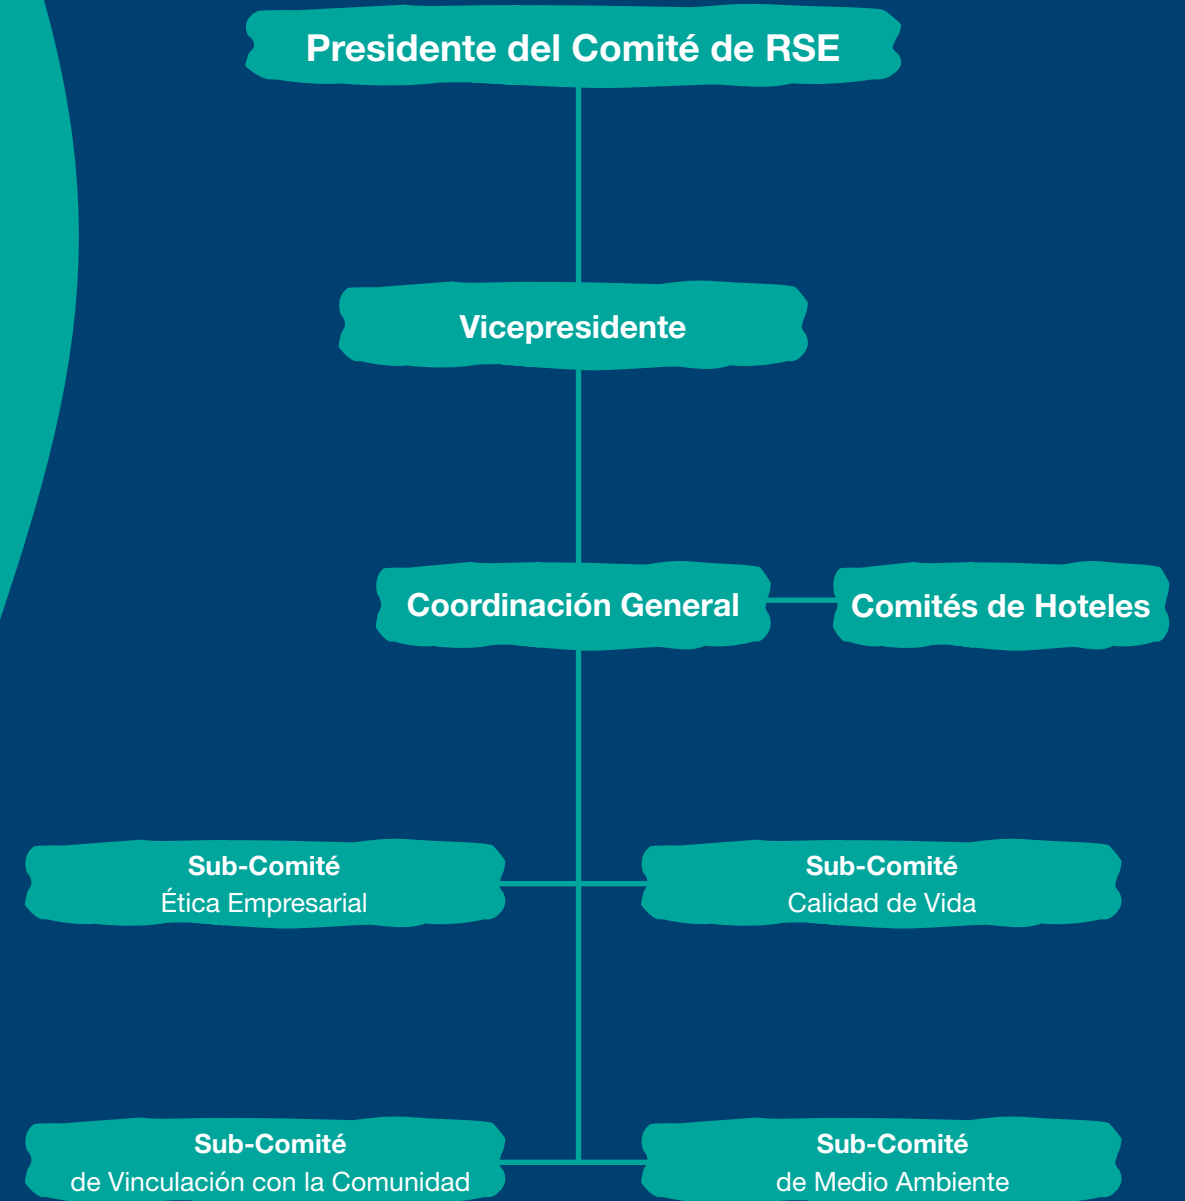 Presidente del Comité de RSE
Vicepresidente
Coordinación General
Comités de Hoteles
Sub-Comité
Ética Empresarial
Sub-Comité
Calidad de Vida
Sub-Comité
de Vinculación con la Comunidad
Sub-Comité
de Medio Ambiente